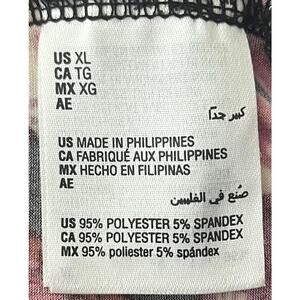 US XL
CA TG
MX XG
AE
كبير جدًا
US MADE IN PHILIPPINES
CA FABRIQUÉ AUX PHILIPPINES
MX HECHO EN FILIPINAS
AE
صُنع في الفلبين
US 95% POLYESTER 5% SPANDEX
CA 95% POLYESTER 5% SPANDEX
MX 95% poliester 5% spándex